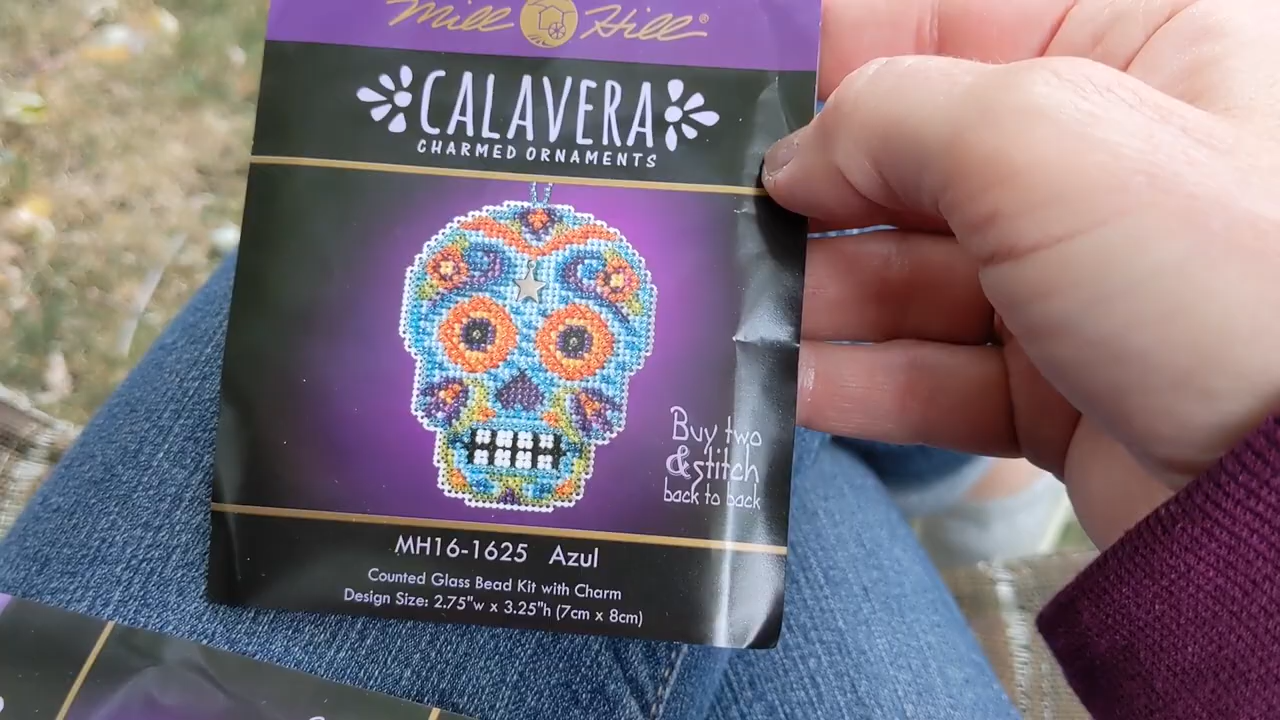 Mill Hill®
CALAVERA
CHARMED ORNAMENTS
Buy two
& stitch
back to back
MH16-1625 Azul
Counted Glass Bead Kit with Charm
Design Size: 2.75"w x 3.25"h (7cm x 8cm)